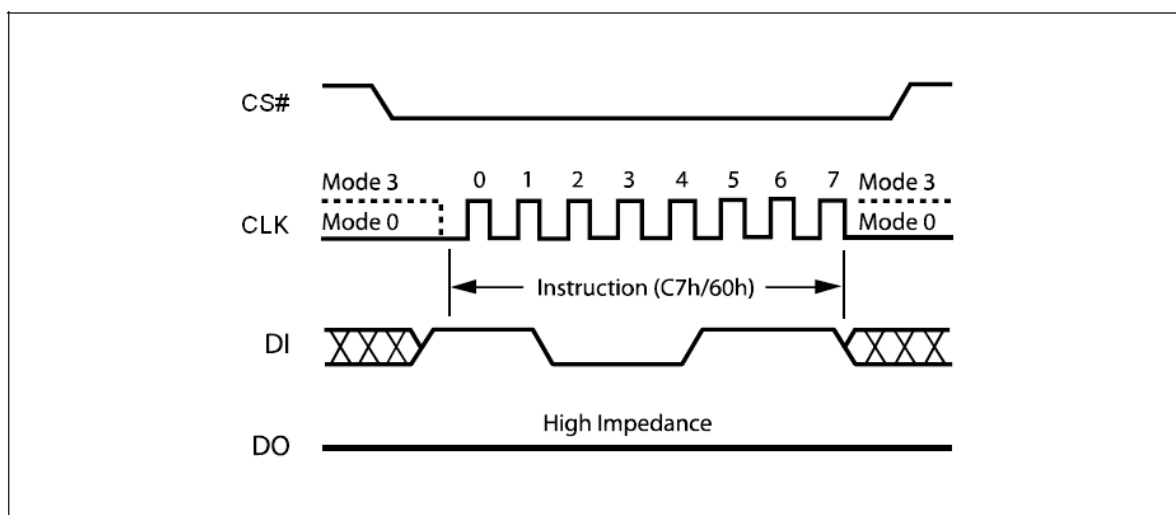 CS#
Mode 3 0 1 2 3 4 5 6 7 Mode 3
CLK Mode 0 Mode 0
Instruction (C7h/60h)
DI
High Impedance
DO